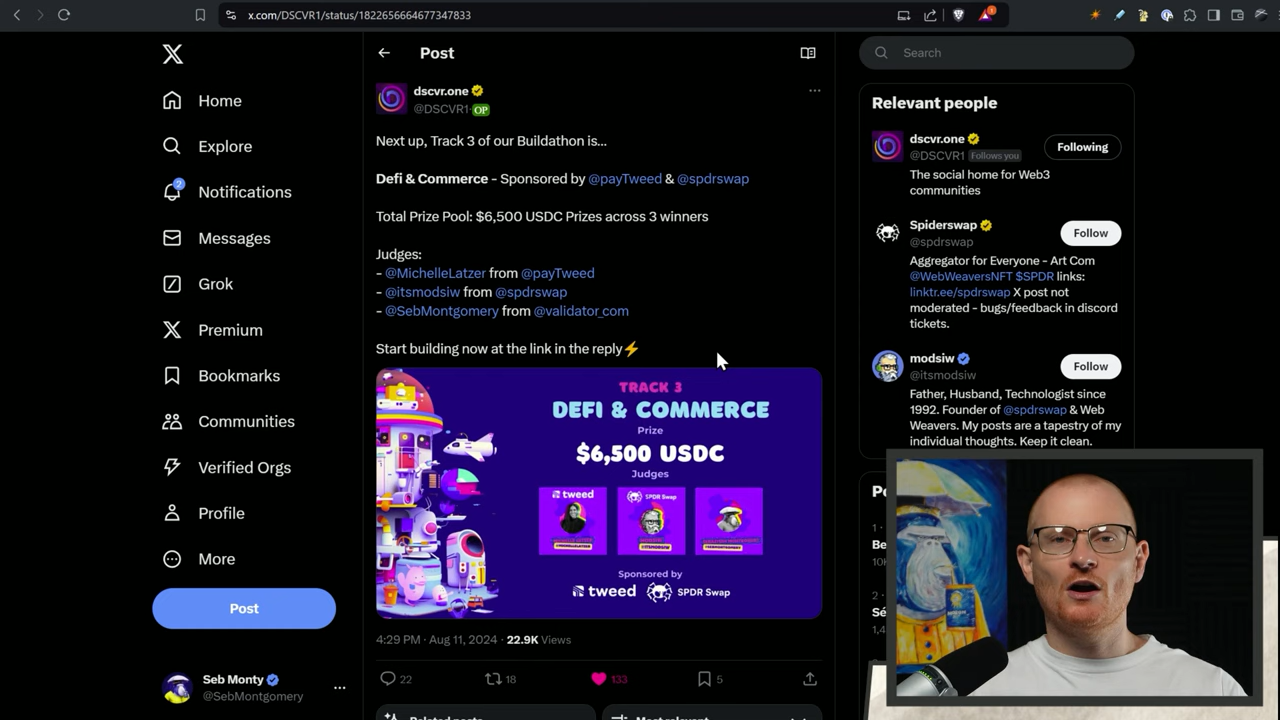 x.com/DSCVR1/status/1822656664677347833
1
Home
Explore
2
Notifications
Messages
Grok
Premium
Bookmarks
Communities
Verified Orgs
Profile
More
Post
Seb Monty
@SebMontgomery
Post
dscvr.one
@DSCVR1 OP
Next up, Track 3 of our Buildathon is...
Defi & Commerce - Sponsored by @payTweed & @spdrswap
Total Prize Pool: $6,500 USDC Prizes across 3 winners
Judges:
- @MichelleLatzer from @payTweed
- @itsmodsiw from @spdrswap
- @SebMontgomery from @validator_com
Start building now at the link in the reply⚡
TRACK 3
DEFI & COMMERCE
Prize
$6,500 USDC
Judges
tweed
SPDR Swap
Sponsored by
tweed SPDR Swap
4:29 PM · Aug 11, 2024 · 22.9K Views
22
18
133
5
Related posts
Most relevant
Search
Relevant people
dscvr.one
@DSCVR1 Follows you
Following
The social home for Web3
communities
Spiderswap
@spdrswap
Follow
Aggregator for Everyone - Art Com
@WebWeaversNFT $SPDR links:
linktr.ee/spdrswap X post not
moderated - bugs/feedback in discord
tickets.
modsiw
@itsmodsiw
Follow
Father, Husband, Technologist since
1992. Founder of @spdrswap & Web
Weavers. My posts are a tapestry of my
individual thoughts. Keep it clean.